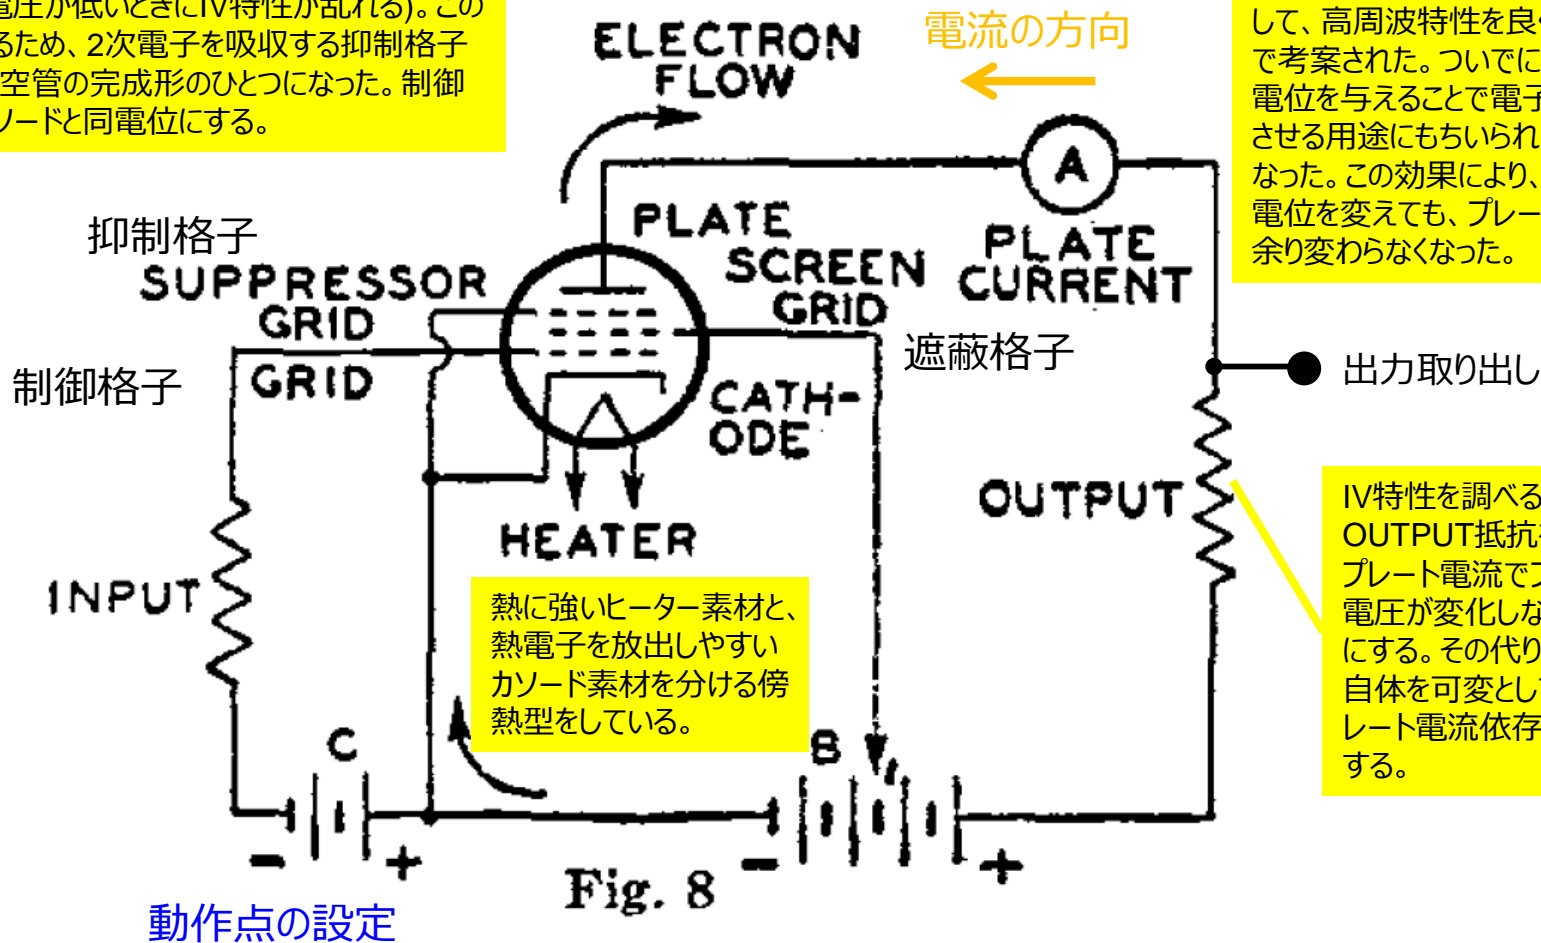 電圧が低いときにIV特性が乱れる)。この
るため、2次電子を吸収する抑制格子
空管の完成形のひとつになった。制御
ソードと同電位にする。
ELECTRON
FLOW
電流の方向
して、高周波特性を良く
で考案された。ついでに
電位を与えることで電子
させる用途にもちいられ
なった。この効果により、
電位を変えても、プレー
余り変わらなくなった。
A
抑制格子
PLATE
SUPPRESSOR
GRID
SCREEN
GRID
PLATE
CURRENT
制御格子
GRID
遮蔽格子
出力取り出し
CATH-
ODE
HEATER
OUTPUT
INPUT
熱に強いヒーター素材と、
熱電子を放出しやすい
カソード素材を分ける傍
熱型をしている。
IV特性を調べる
OUTPUT抵抗
プレート電流で
電圧が変化しな
にする。その代り
自体を可変とし
レート電流依存
する。
C
B
- +
- +
Fig. 8
動作点の設定